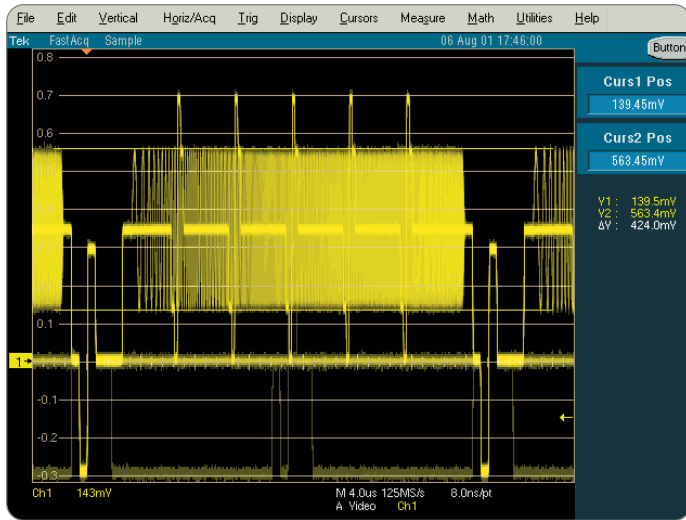 File Edit Vertical Horiz/Acq Trig Display Cursors Measure Math Utilities Help
Tek FastAcq Sample 06 Aug 01 17:46:00 Button
0.8
0.7
0.6
0.1
-0.1
-0.2
-0.3
1
Curs1 Pos
139.45mV
Curs2 Pos
563.45mV
V1 : 139.5mV
V2 : 563.4mV
ΔV : 424.0mV
Ch1 143mV M 4.0us 125MS/s 8.0ns/pt
A Video Ch1